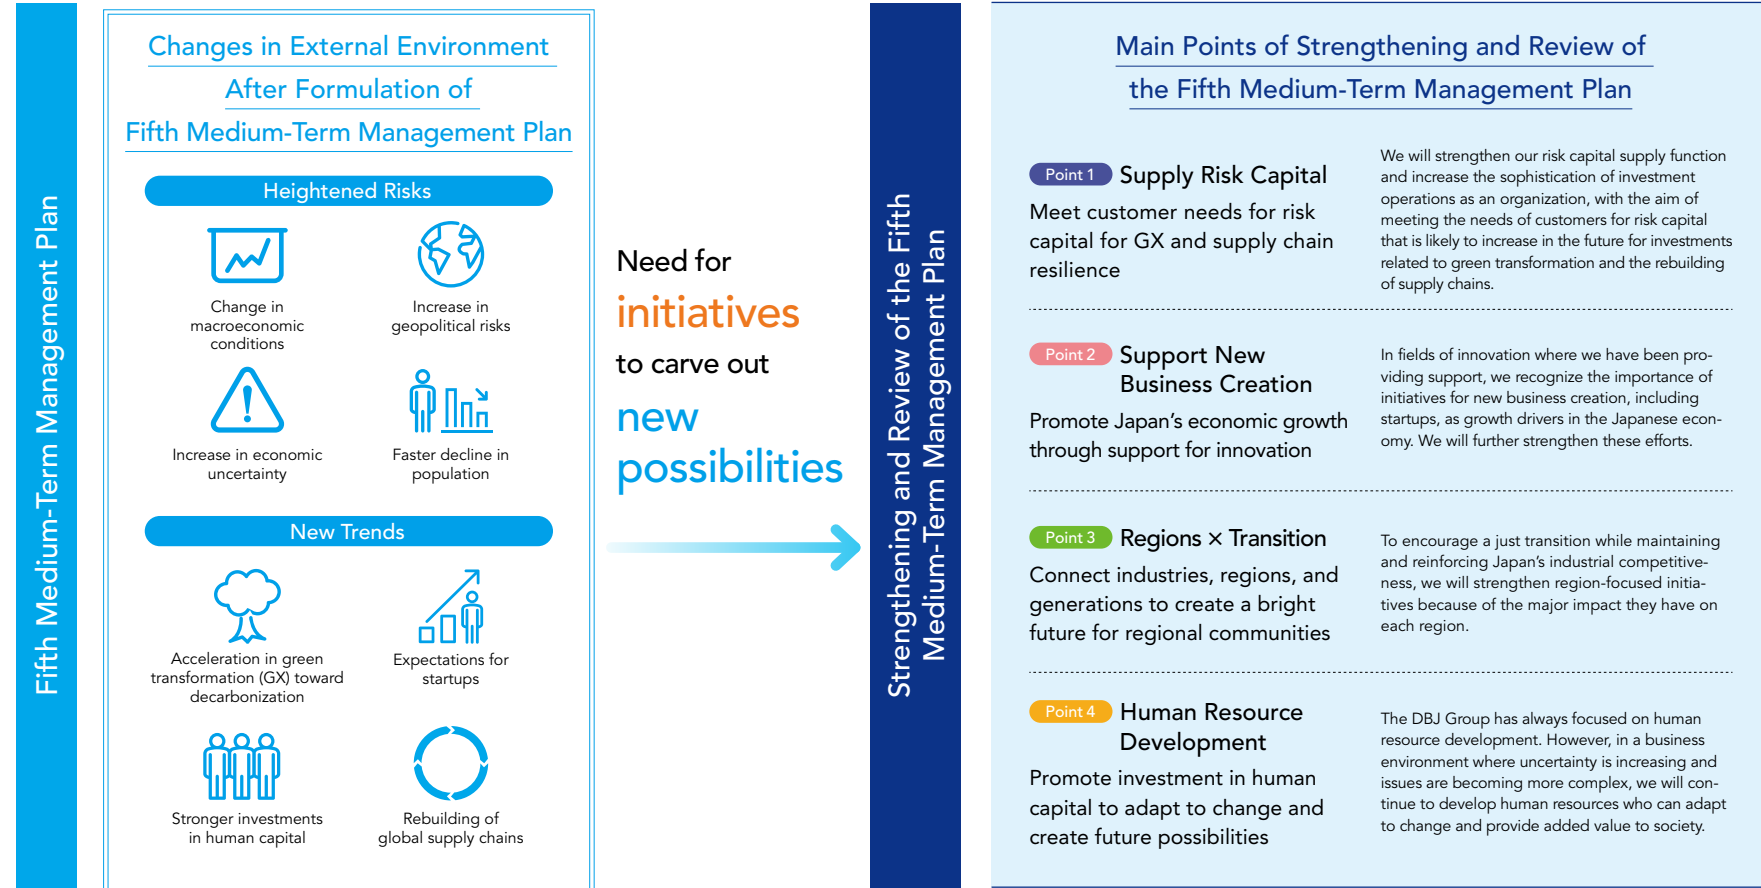 Fifth Medium-Term Management Plan
Changes in External Environment
After Formulation of
Fifth Medium-Term Management Plan
Heightened Risks
Change in
macroeconomic
conditions
Increase in
geopolitical risks
Increase in economic
uncertainty
Faster decline in
population
New Trends
Acceleration in green
transformation (GX) toward
decarbonization
Expectations for
startups
Stronger investments
in human capital
Rebuilding of
global supply chains
Need for
initiatives
to carve out
new
possibilities
Strengthening and Review of the Fifth
Medium-Term Management Plan
Main Points of Strengthening and Review of
the Fifth Medium-Term Management Plan
Point 1 Supply Risk Capital
Meet customer needs for risk
capital for GX and supply chain
resilience
We will strengthen our risk capital supply function
and increase the sophistication of investment
operations as an organization, with the aim of
meeting the needs of customers for risk capital
that is likely to increase in the future for investments
related to green transformation and the rebuilding
of supply chains.
Point 2 Support New
Business Creation
Promote Japan's economic growth
through support for innovation
In fields of innovation where we have been pro-
viding support, we recognize the importance of
initiatives for new business creation, including
startups, as growth drivers in the Japanese econ-
omy. We will further strengthen these efforts.
Point 3 Regions × Transition
Connect industries, regions, and
generations to create a bright
future for regional communities
To encourage a just transition while maintaining
and reinforcing Japan's industrial competitive-
ness, we will strengthen region-focused initia-
tives because of the major impact they have on
each region.
Point 4 Human Resource
Development
Promote investment in human
capital to adapt to change and
create future possibilities
The DBJ Group has always focused on human
resource development. However, in a business
environment where uncertainty is increasing and
issues are becoming more complex, we will con-
tinue to develop human resources who can adapt
to change and provide added value to society.